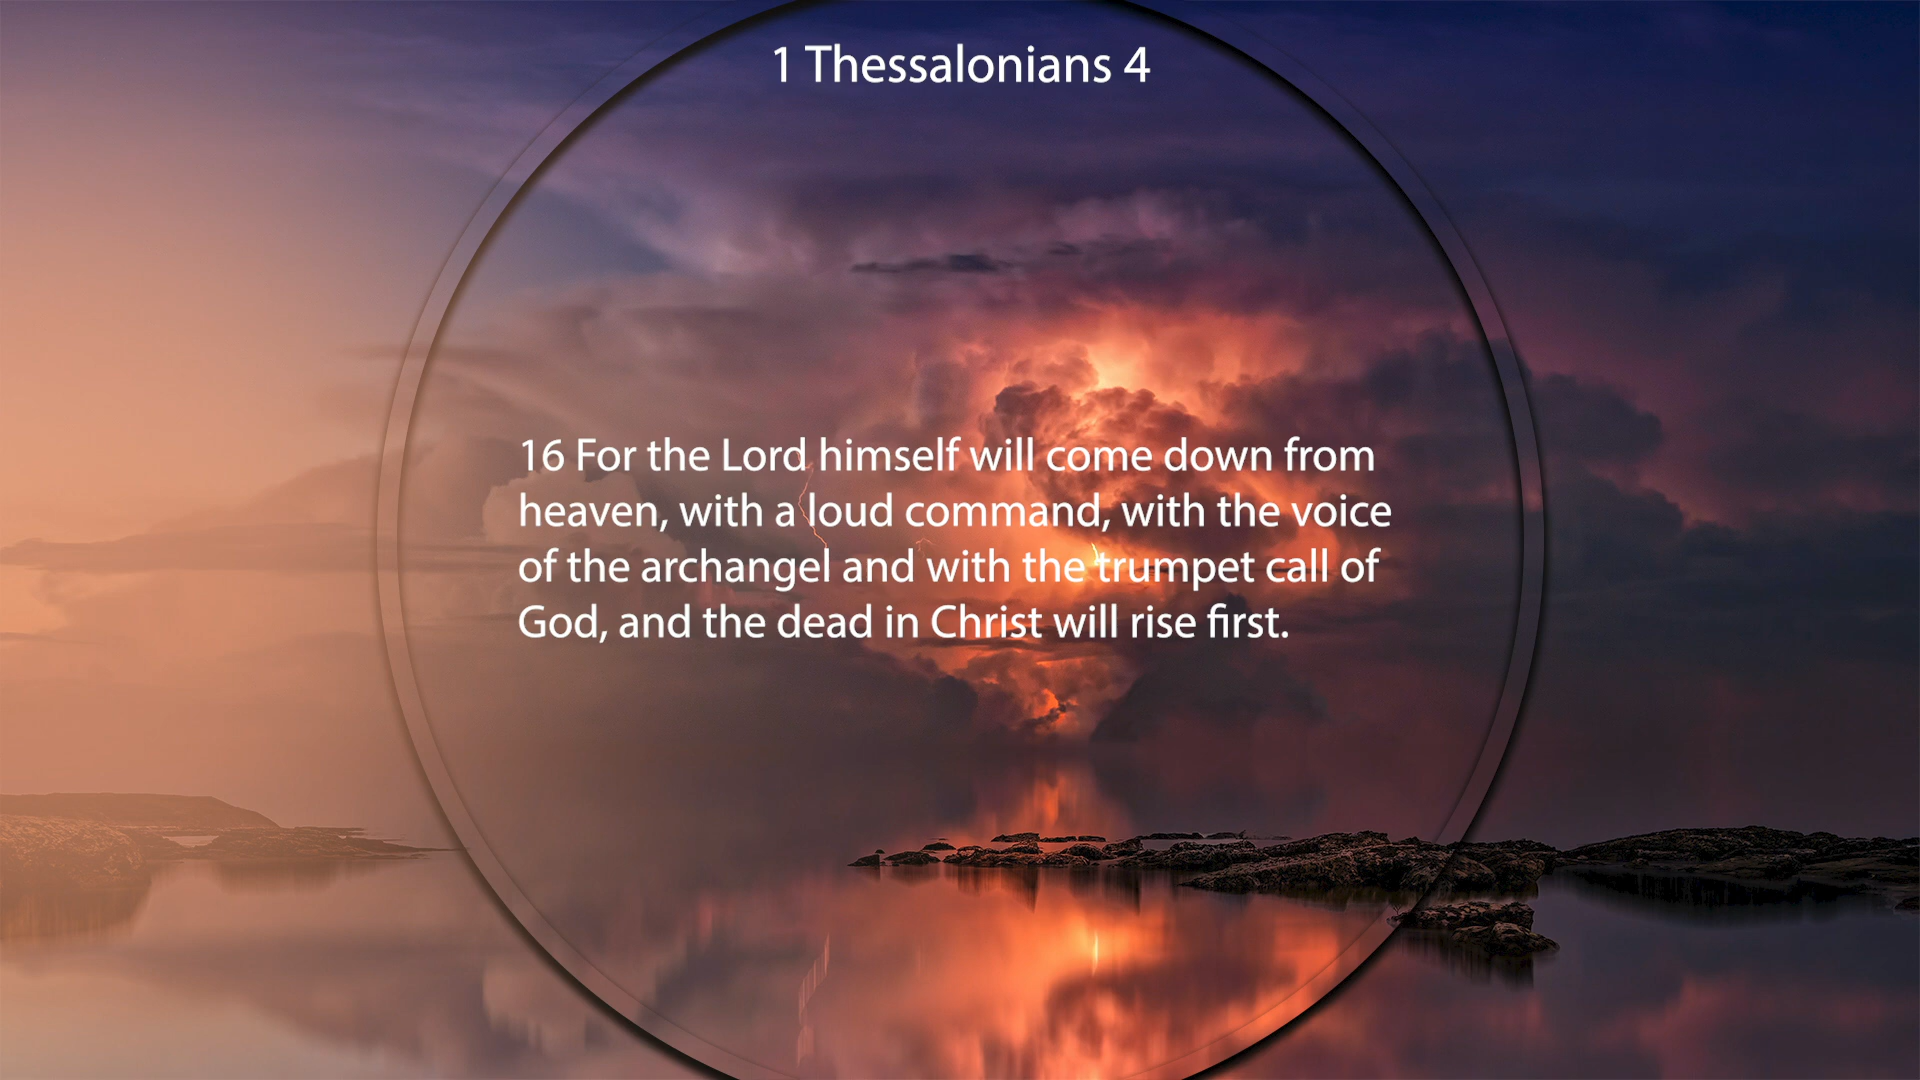 1 Thessalonians 4
16 For the Lord himself will come down from
heaven, with a loud command, with the voice
of the archangel and with the trumpet call of
God, and the dead in Christ will rise first.